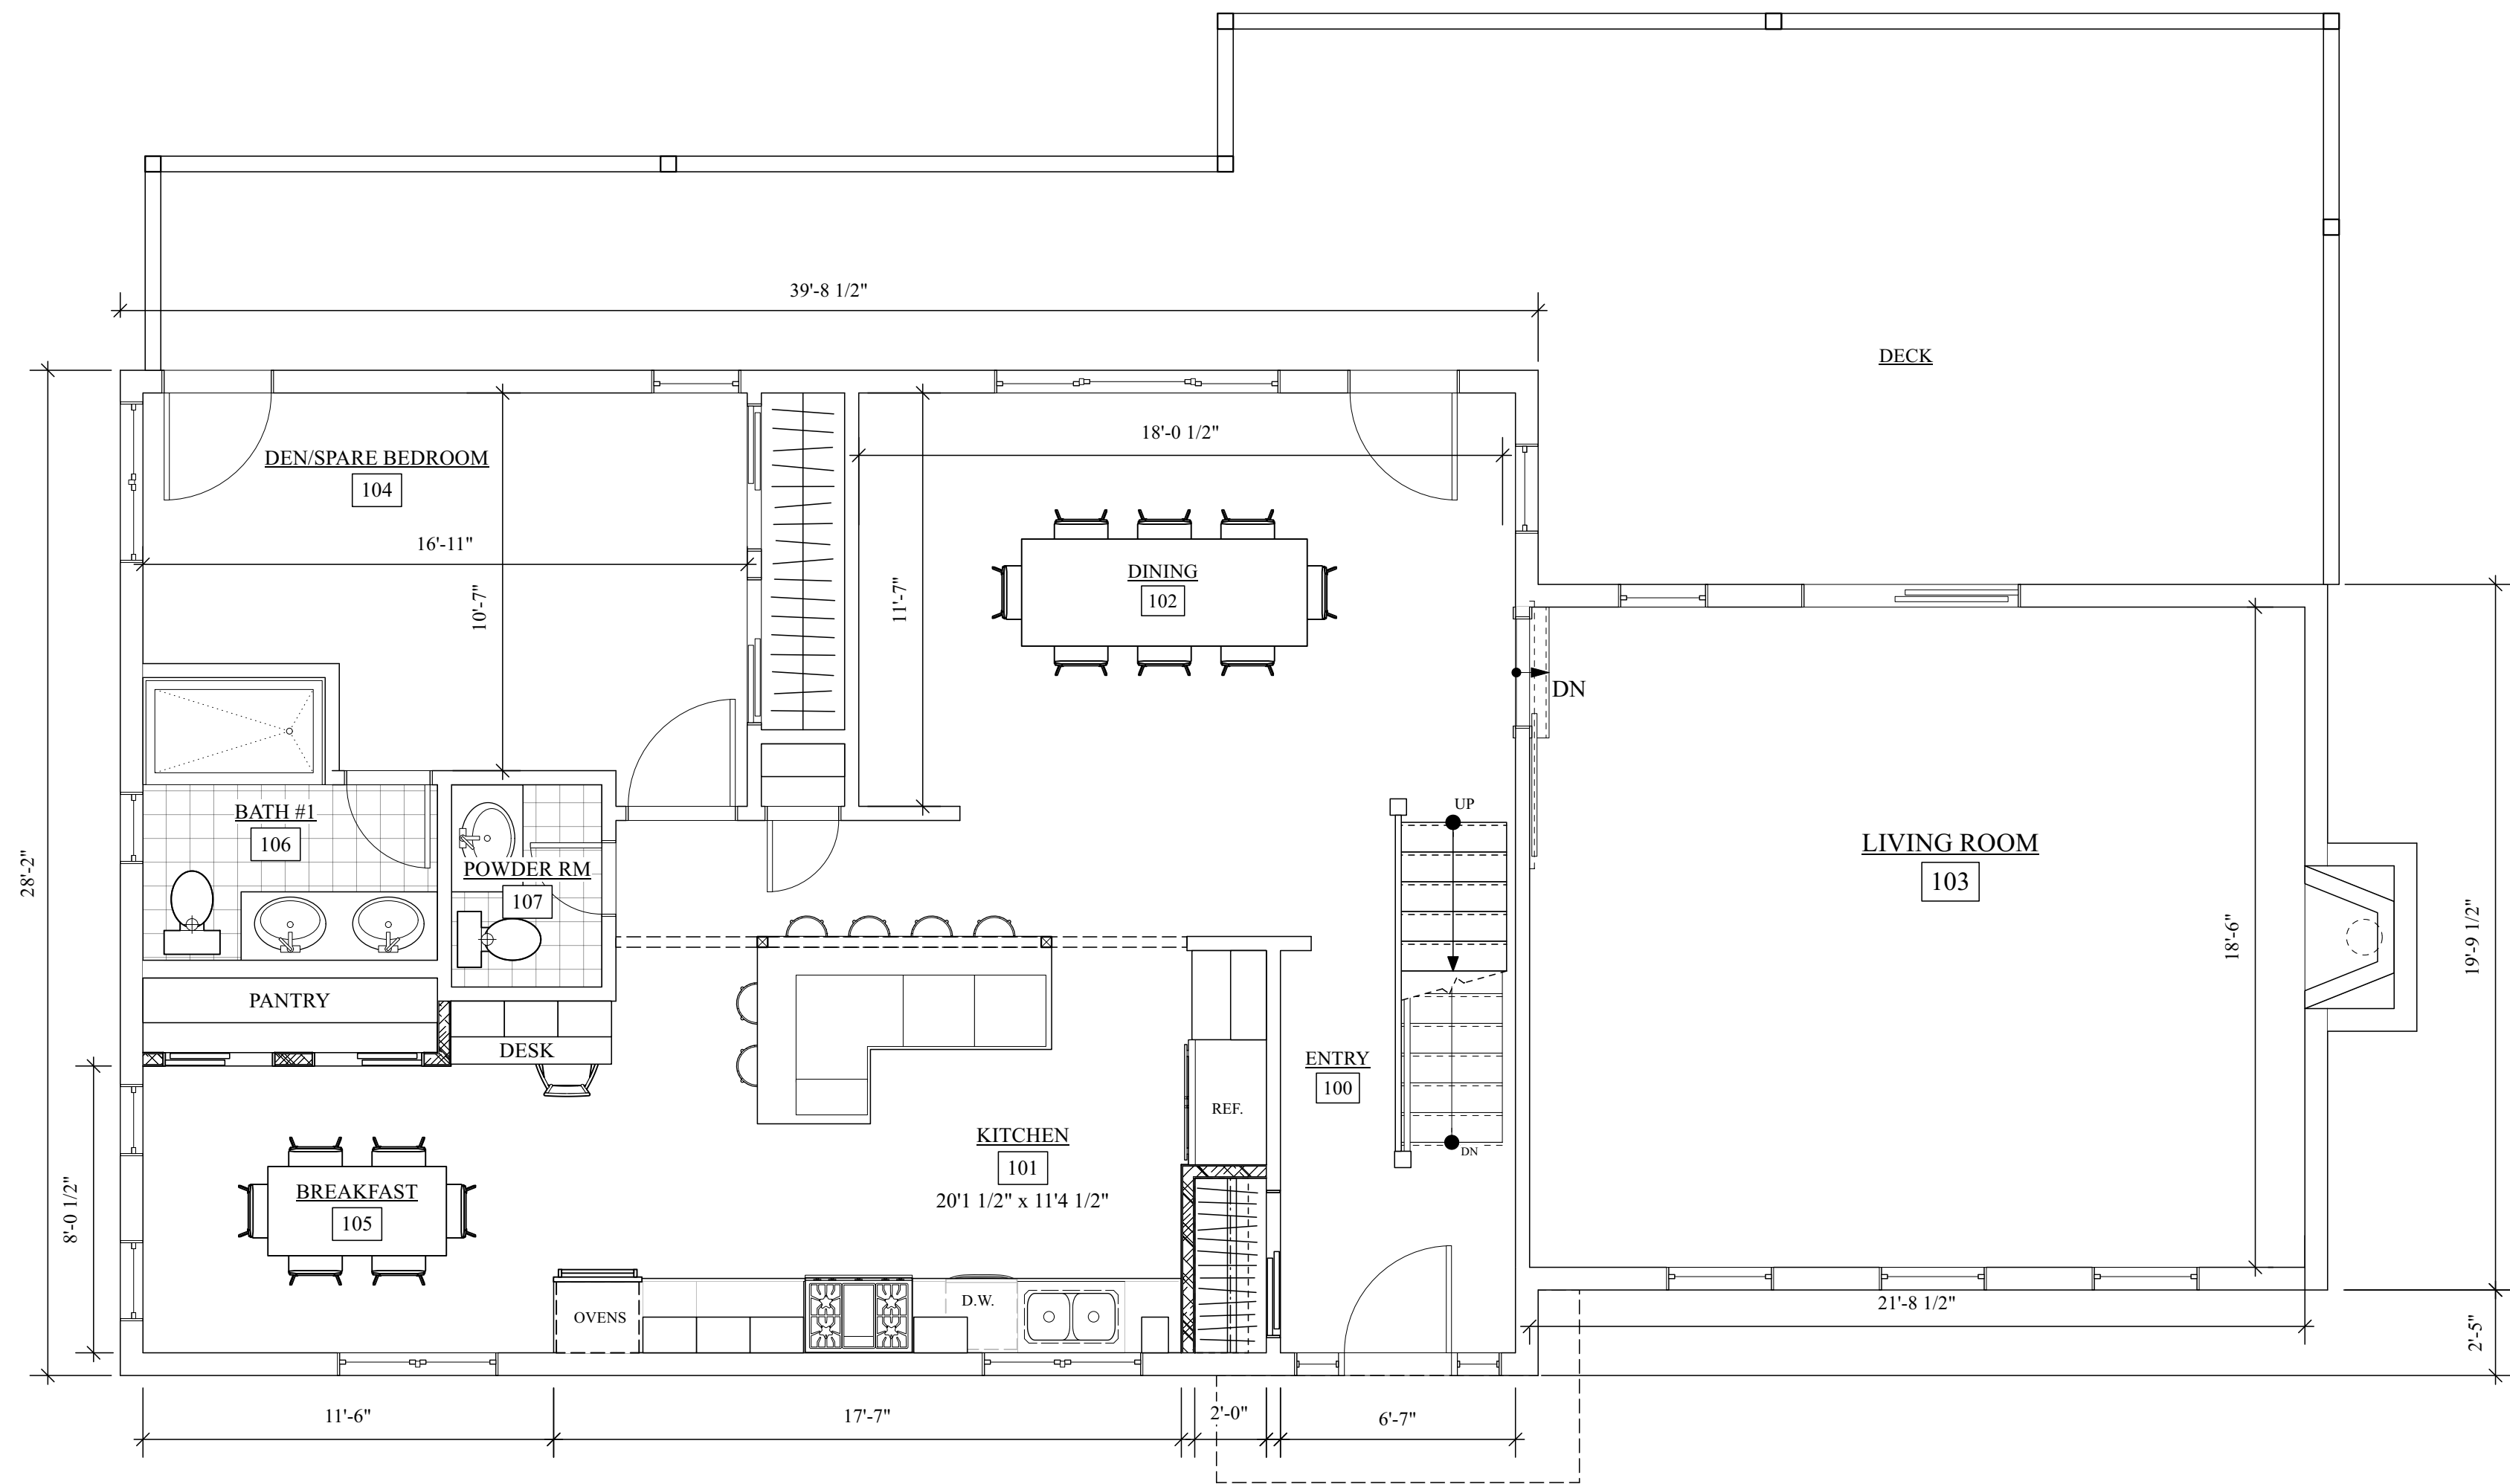 39'-8 1/2"
DECK
18'-0 1/2"
DEN/SPARE BEDROOM
104
16'-11"
10'-7"
11'-7"
DINING
102
DN
BATH #1
106
POWDER RM
107
UP
LIVING ROOM
103
28'-2"
18'-6"
19'-9 1/2"
PANTRY
DESK
ENTRY
100
REF.
KITCHEN
101
20'1 1/2" x 11'4 1/2"
DN
BREAKFAST
105
8'-0 1/2"
OVENS
D.W.
21'-8 1/2"
2'-5"
11'-6"
17'-7"
2'-0"
6'-7"